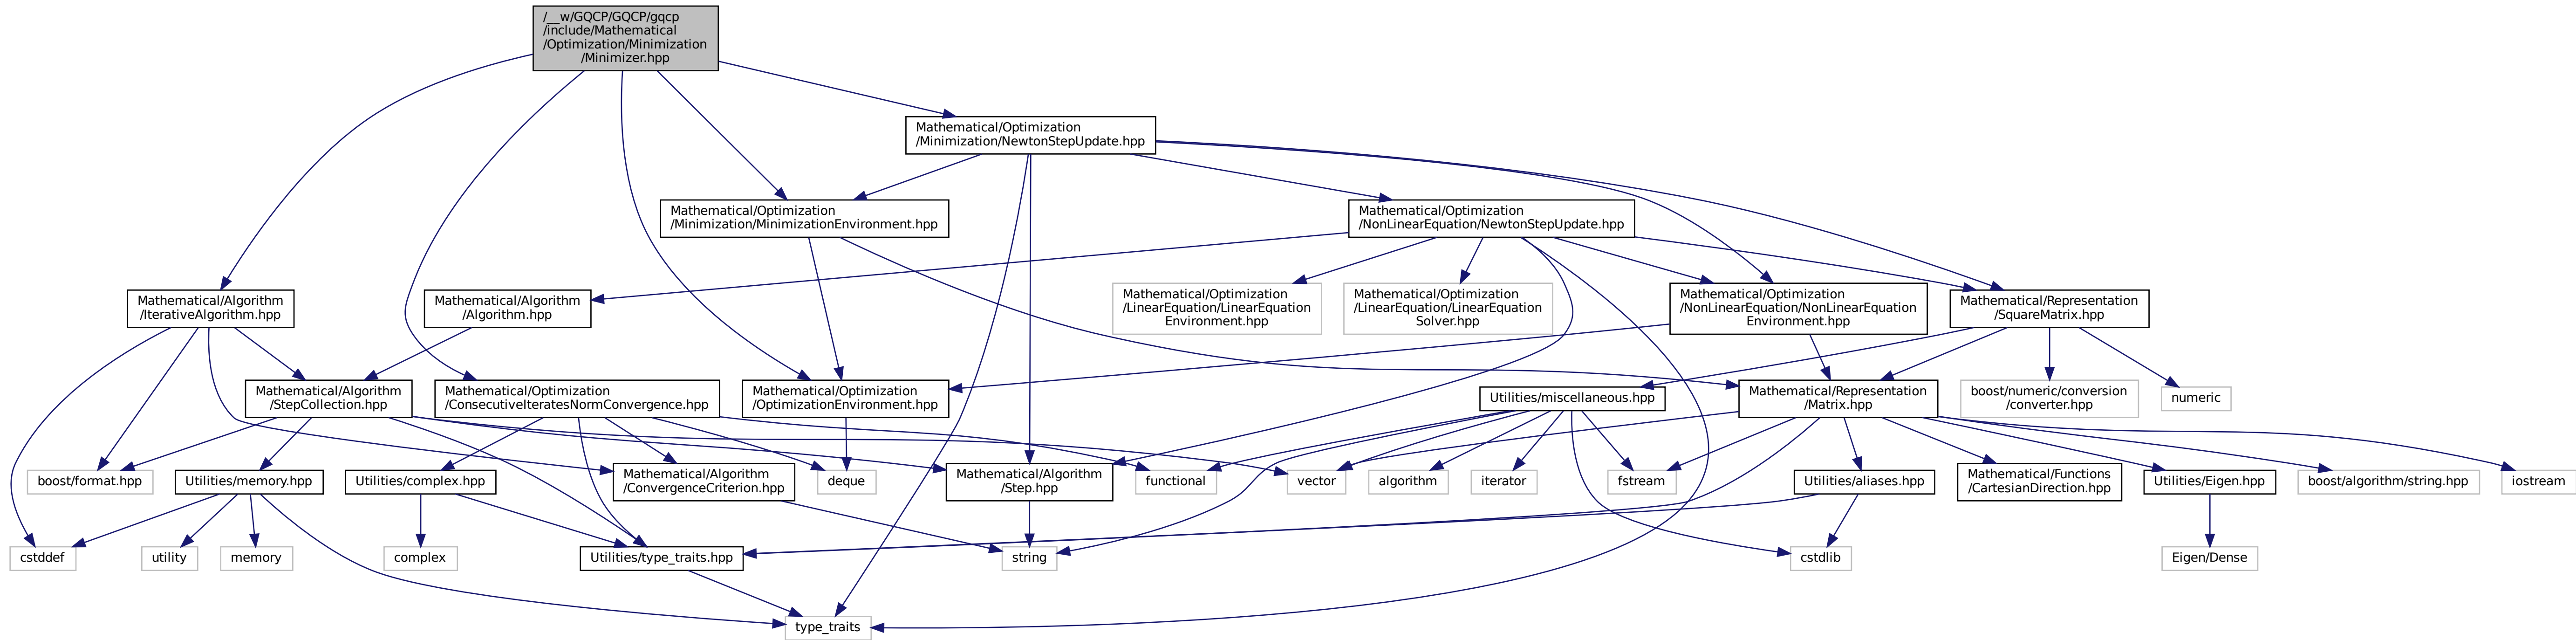 /__w/GQCP/GQCP/gqcp
/include/Mathematical
/Optimization/Minimization
/Minimizer.hpp
Mathematical/Optimization
/Minimization/NewtonStepUpdate.hpp
Mathematical/Optimization
/Minimization/MinimizationEnvironment.hpp
Mathematical/Optimization
/NonLinearEquation/NewtonStepUpdate.hpp
Mathematical/Algorithm
/IterativeAlgorithm.hpp
Mathematical/Algorithm
/Algorithm.hpp
Mathematical/Optimization
/LinearEquation/LinearEquation
Environment.hpp
Mathematical/Optimization
/LinearEquation/LinearEquation
Solver.hpp
Mathematical/Optimization
/NonLinearEquation/NonLinearEquation
Environment.hpp
Mathematical/Representation
/SquareMatrix.hpp
Mathematical/Algorithm
/StepCollection.hpp
Mathematical/Optimization
/ConsecutiveIteratesNormConvergence.hpp
Mathematical/Optimization
/OptimizationEnvironment.hpp
Utilities/miscellaneous.hpp
Mathematical/Representation
/Matrix.hpp
boost/numeric/conversion
/converter.hpp
numeric
boost/format.hpp
Utilities/memory.hpp
Utilities/complex.hpp
Mathematical/Algorithm
/ConvergenceCriterion.hpp
deque
Mathematical/Algorithm
/Step.hpp
functional
vector
algorithm
iterator
fstream
Utilities/aliases.hpp
Mathematical/Functions
/CartesianDirection.hpp
Utilities/Eigen.hpp
boost/algorithm/string.hpp
iostream
cstddef
utility
memory
complex
Utilities/type_traits.hpp
string
cstdlib
Eigen/Dense
type_traits